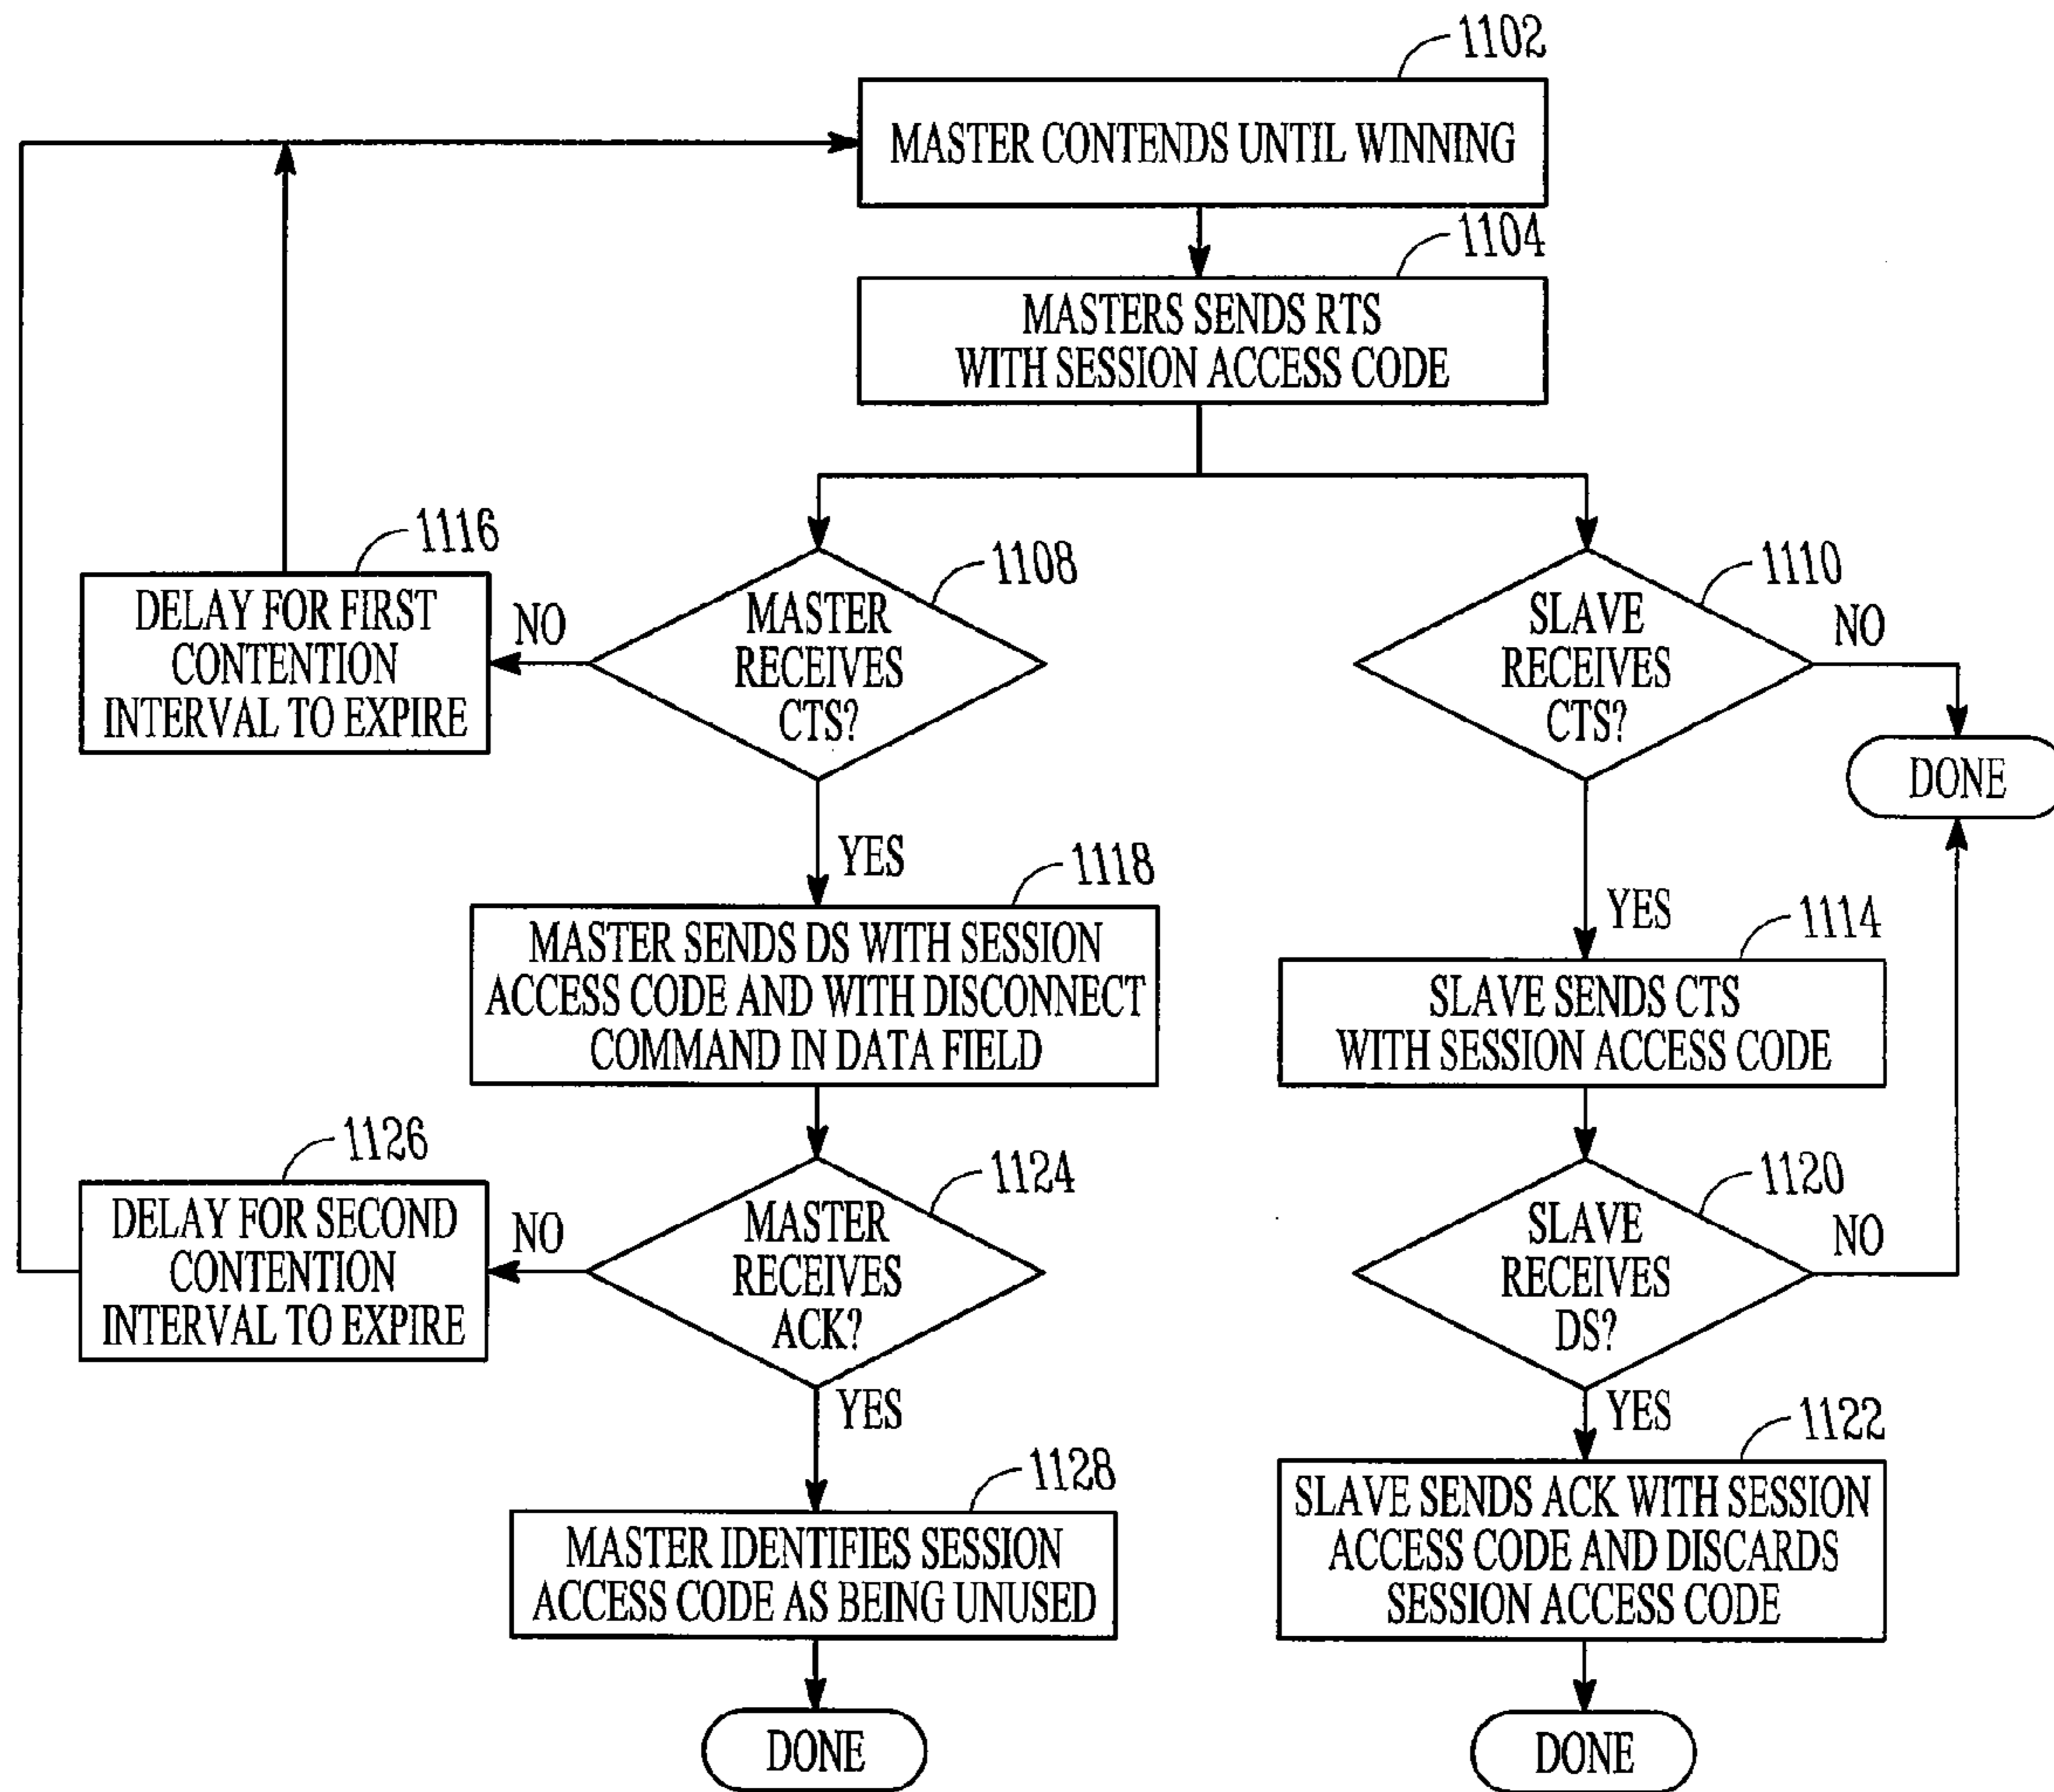 1102
MASTER CONTENDS UNTIL WINNING
1104
MASTERS SENDS RTS
WITH SESSION ACCESS CODE
1116
DELAY FOR FIRST
CONTENTION
INTERVAL TO EXPIRE
NO
1108
MASTER
RECEIVES
CTS?
1110
SLAVE
RECEIVES
CTS?
NO
DONE
YES
1118
MASTER SENDS DS WITH SESSION
ACCESS CODE AND WITH DISCONNECT
COMMAND IN DATA FIELD
YES
1114
SLAVE SENDS CTS
WITH SESSION ACCESS CODE
1126
DELAY FOR SECOND
CONTENTION
INTERVAL TO EXPIRE
NO
1124
MASTER
RECEIVES
ACK?
1120
SLAVE
RECEIVES
DS?
NO
YES
1128
MASTER IDENTIFIES SESSION
ACCESS CODE AS BEING UNUSED
DONE
YES
1122
SLAVE SENDS ACK WITH SESSION
ACCESS CODE AND DISCARDS
SESSION ACCESS CODE
DONE